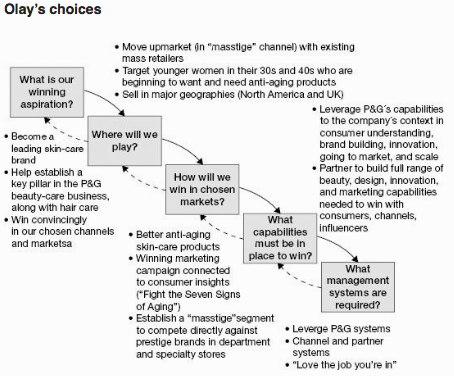 Olay's choices
• Move upmarket (in "masstige" channel) with existing
mass retailers
• Target younger women in their 30s and 40s who are
beginning to want and need anti-aging products
• Sell in major geographies (North America and UK)
What is our
winning
aspiration?
• Become a
leading skin-care
brand
• Help establish a
key pillar in the P&G
beauty-care business,
along with hair care
• Win convincingly
in our chosen channels
and marketsa
Where will we
play?
How will we
win in chosen
markets?
• Better anti-aging
skin-care products
• Winning marketing
campaign connected
to consumer insights
("Fight the Seven Signs
of Aging")
• Establish a "masstige"segment
to compete directly against
prestige brands in department
and specialty stores
• Leverage P&G´s capabilities
to the company's context in
consumer understanding,
brand building, innovation,
going to market, and scale
• Partner to build full range of
beauty, design, innovation,
and marketing capabilities
needed to win with
consumers, channels,
influencers
What
capabilities
must be in
place to win?
What
management
systems are
required?
• Leverge P&G systems
• Channel and partner
systems
• "Love the job you're in"